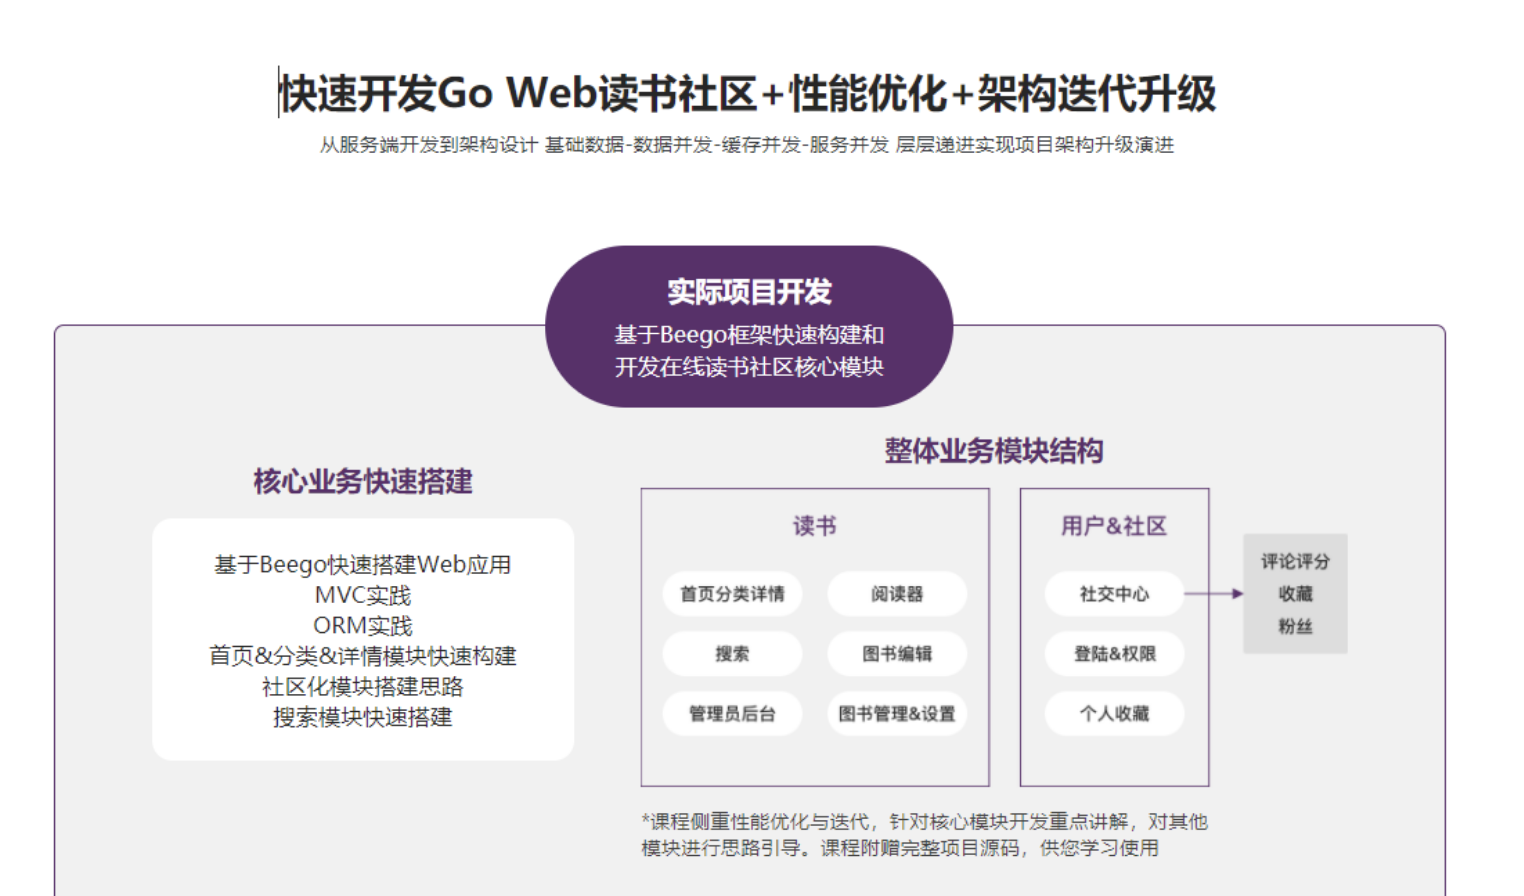 快速开发Go Web读书社区+性能优化+架构迭代升级
从服务端开发到架构设计 基础数据-数据并发-缓存并发-服务并发 层层递进实现项目架构升级演进
实际项目开发
基于Beego框架快速构建和
开发在线读书社区核心模块
核心业务快速搭建
基于Beego快速搭建Web应用
MVC实践
ORM实践
首页&分类&详情模块快速构建
社区化模块搭建思路
搜索模块快速搭建
整体业务模块结构
读书
首页分类详情
阅读器
搜索
图书编辑
管理员后台
图书管理&设置
用户&社区
社交中心
登陆&权限
个人收藏
评论评分
收藏
粉丝
*课程侧重性能优化与迭代，针对核心模块开发重点讲解，对其他
模块进行思路引导。课程附赠完整项目源码，供您学习使用